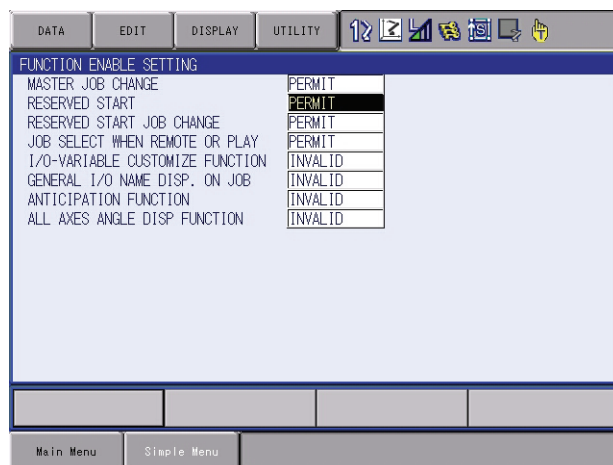 DATA EDIT DISPLAY UTILITY
FUNCTION ENABLE SETTING
MASTER JOB CHANGE PERMIT
RESERVED START PERMIT
RESERVED START JOB CHANGE PERMIT
JOB SELECT WHEN REMOTE OR PLAY PERMIT
I/O-VARIABLE CUSTOMIZE FUNCTION INVALID
GENERAL I/O NAME DISP. ON JOB INVALID
ANTICIPATION FUNCTION INVALID
ALL AXES ANGLE DISP FUNCTION INVALID
Main Menu Simple Menu